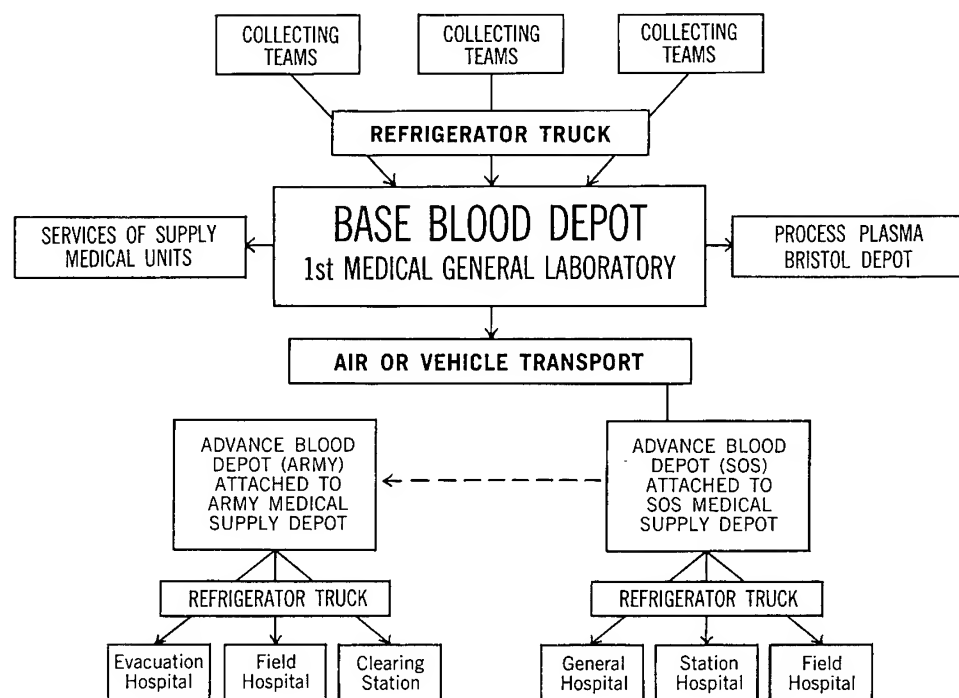 COLLECTING
TEAMS
COLLECTING
TEAMS
COLLECTING
TEAMS
REFRIGERATOR TRUCK
SERVICES OF SUPPLY
MEDICAL UNITS
BASE BLOOD DEPOT
1st MEDICAL GENERAL LABORATORY
PROCESS PLASMA
BRISTOL DEPOT
AIR OR VEHICLE TRANSPORT
ADVANCE BLOOD
DEPOT (ARMY)
ATTACHED TO
ARMY MEDICAL
SUPPLY DEPOT
ADVANCE BLOOD
DEPOT (SOS)
ATTACHED TO
SOS MEDICAL
SUPPLY DEPOT
REFRIGERATOR TRUCK
REFRIGERATOR TRUCK
Evacuation
Hospital
Field
Hospital
Clearing
Station
General
Hospital
Station
Hospital
Field
Hospital